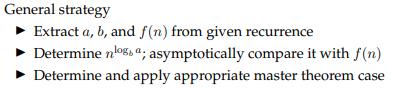 General strategy
▶ Extract a, b, and f(n) from given recurrence
▶ Determine n^{log_b a}; asymptotically compare it with f(n)
▶ Determine and apply appropriate master theorem case